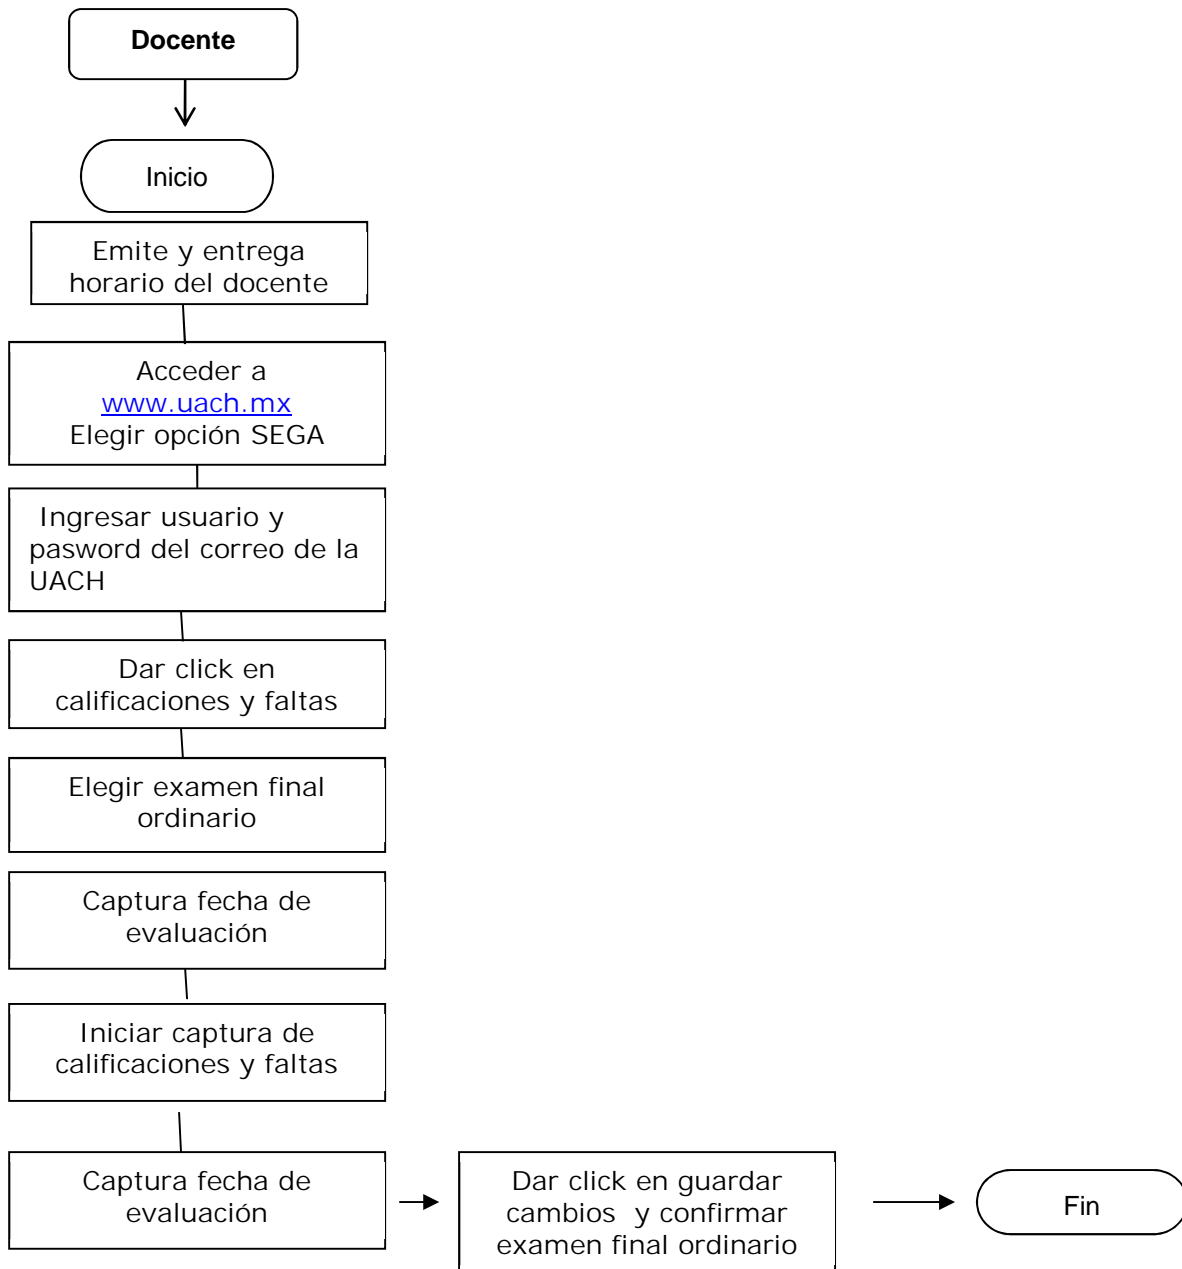 Docente
Inicio
Emite y entrega
horario del docente
Acceder a
www.uach.mx
Elegir opción SEGA
Ingresar usuario y
pasword del correo de la
UACH
Dar click en
calificaciones y faltas
Elegir examen final
ordinario
Captura fecha de
evaluación
Iniciar captura de
calificaciones y faltas
Captura fecha de
evaluación
Dar click en guardar
cambios y confirmar
examen final ordinario
Fin